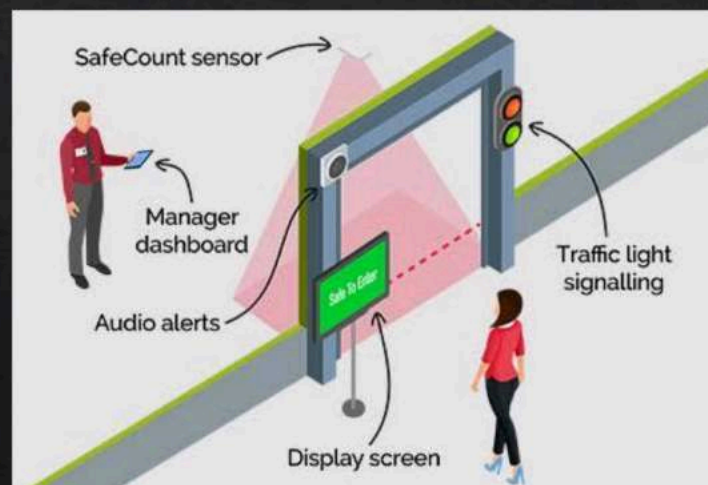 SafeCount sensor
Manager
dashboard
Traffic light
signalling
Audio alerts
Safe To Enter
Display screen